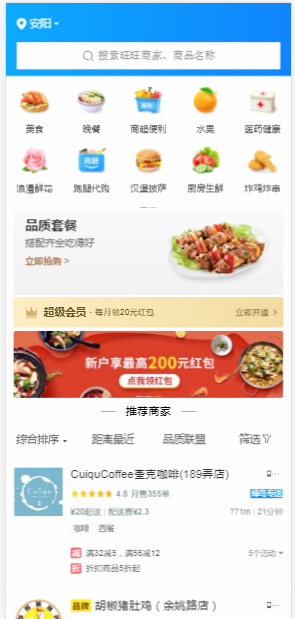 安阳
搜索旺旺商家、商品名称
美食 晚餐 商超便利 水果 医药健康
浪漫鲜花 跑腿代购 汉堡披萨 厨房生鲜 炸鸡炸串
品质套餐
搭配齐全吃得好
立即抢购 >
超级会员 · 每月领20元红包 立即开通 >
新户享最高200元红包
点我领红包
推荐商家
综合排序 距离最近 品质联盟 筛选
CuiquCoffee奎克咖啡(189弄店)
4.8 月售355单 蜂鸟专送
¥20起送 | 配送费¥2.3 771m | 21分钟
咖啡 西餐
减 满32减5，满56减12 5个活动
折 折扣商品5折起
品牌 胡椒猪肚鸡（余姚路店）